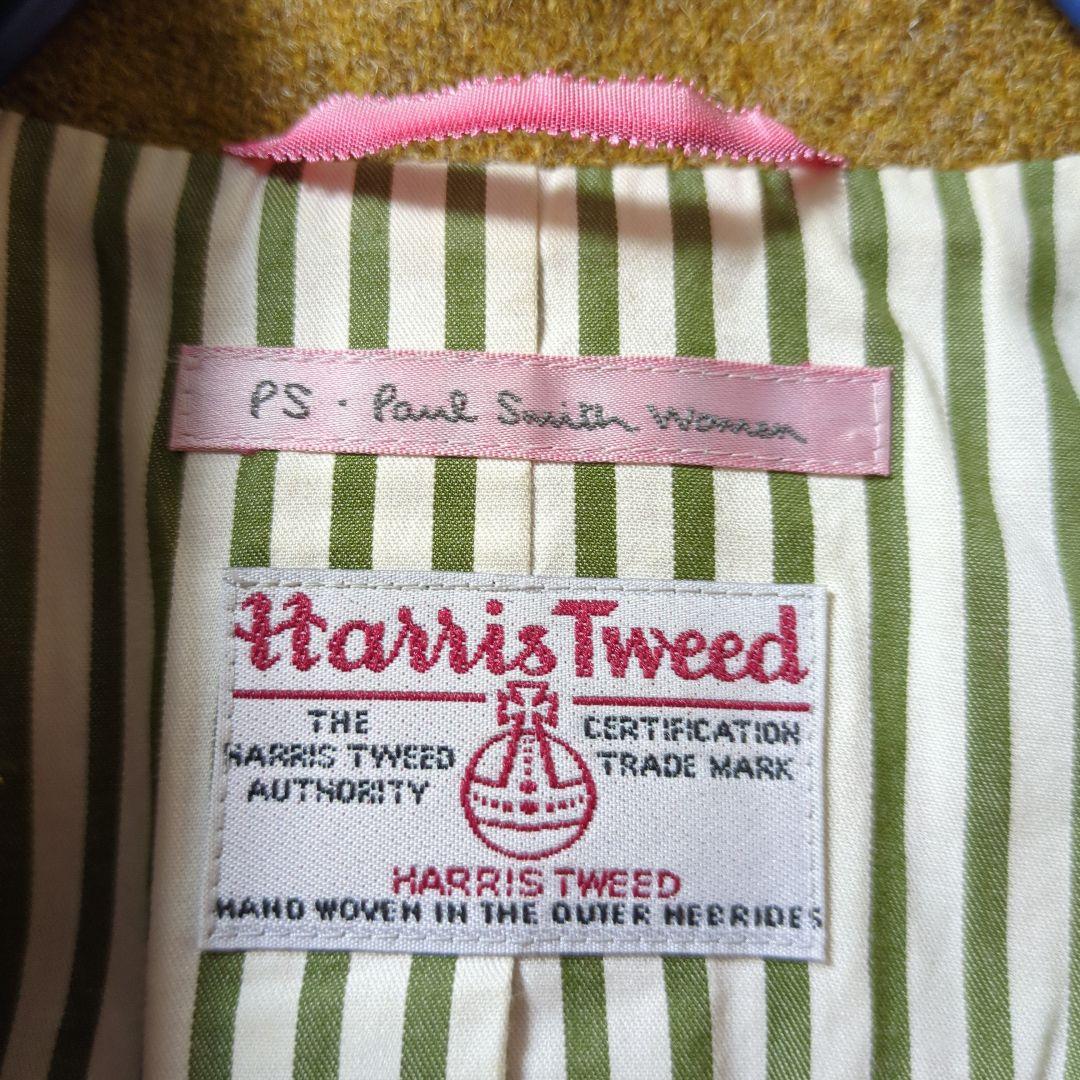 PS · Paul Smith Women
Harris Tweed
THE
HARRIS TWEED
AUTHORITY
CERTIFICATION
TRADE MARK
HARRIS TWEED
HAND WOVEN IN THE OUTER HEBRIDES